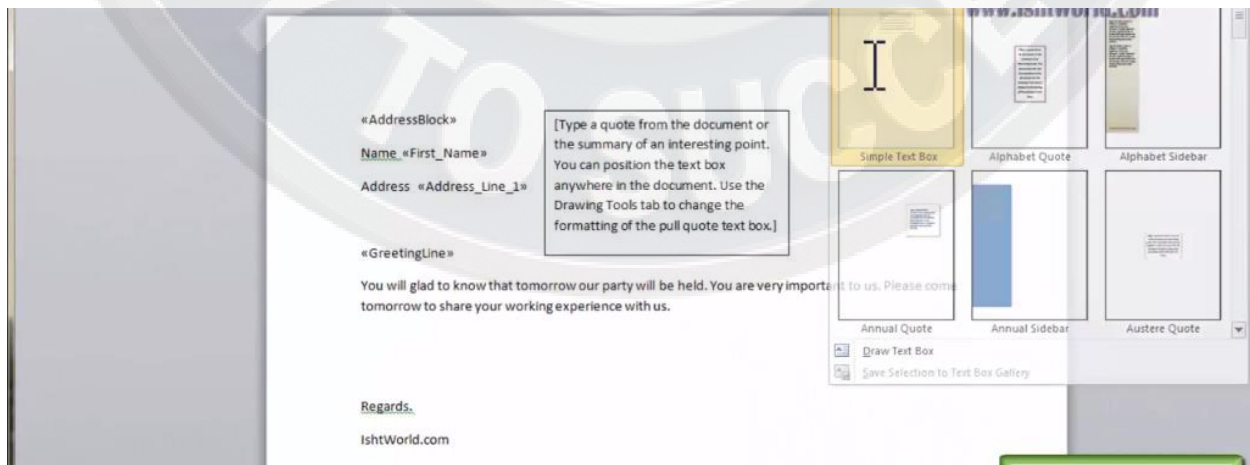 www.IshtWorld.com
TO SUCCE
«AddressBlock»
Name «First_Name»
Address «Address_Line_1»
[Type a quote from the document or
the summary of an interesting point.
You can position the text box
anywhere in the document. Use the
Drawing Tools tab to change the
formatting of the pull quote text box.]
«GreetingLine»
You will glad to know that tomorrow our party will be held. You are very important to us. Please come
tomorrow to share your working experience with us.
Regards.
IshtWorld.com
Simple Text Box
Alphabet Quote
Alphabet Sidebar
Annual Quote
Annual Sidebar
Austere Quote
Draw Text Box
Save Selection to Text Box Gallery